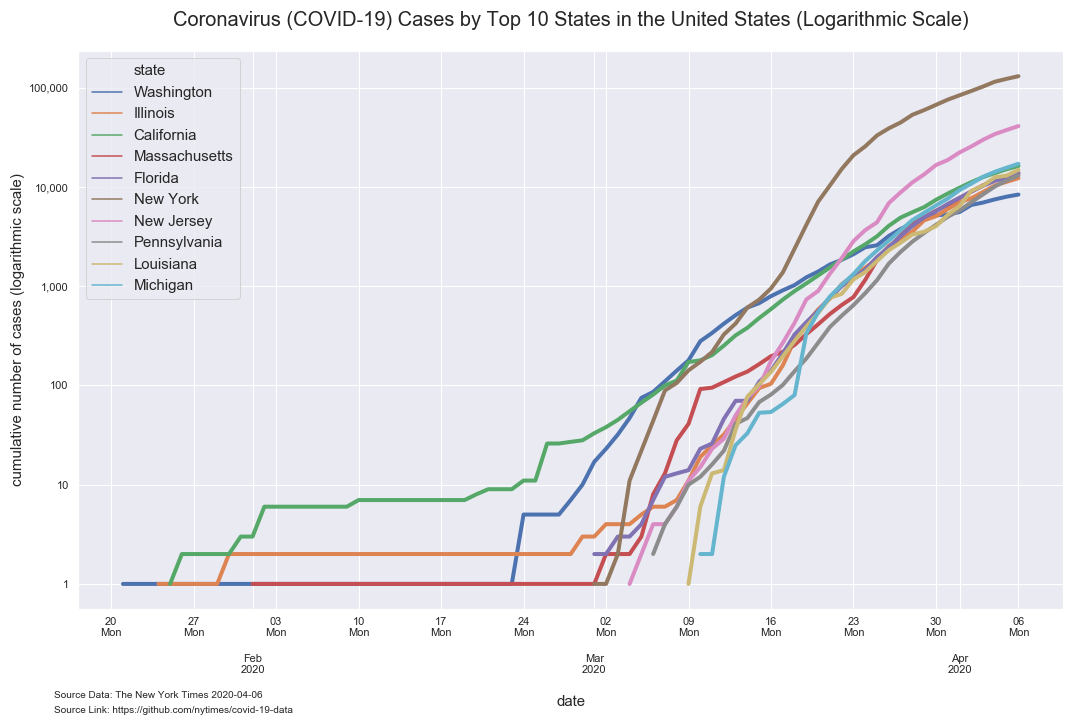 Coronavirus (COVID-19) Cases by Top 10 States in the United States (Logarithmic Scale)
state
Washington
Illinois
California
Massachusetts
Florida
New York
New Jersey
Pennsylvania
Louisiana
Michigan
cumulative number of cases (logarithmic scale)
100,000
10,000
1,000
100
10
1
20 27 03 10 17 24 02 09 16 23 30 06
Mon Mon Mon Mon Mon Mon Mon Mon Mon Mon Mon Mon
Feb Mar Apr
2020 2020 2020
date
Source Data: The New York Times 2020-04-06
Source Link: https://github.com/nytimes/covid-19-data